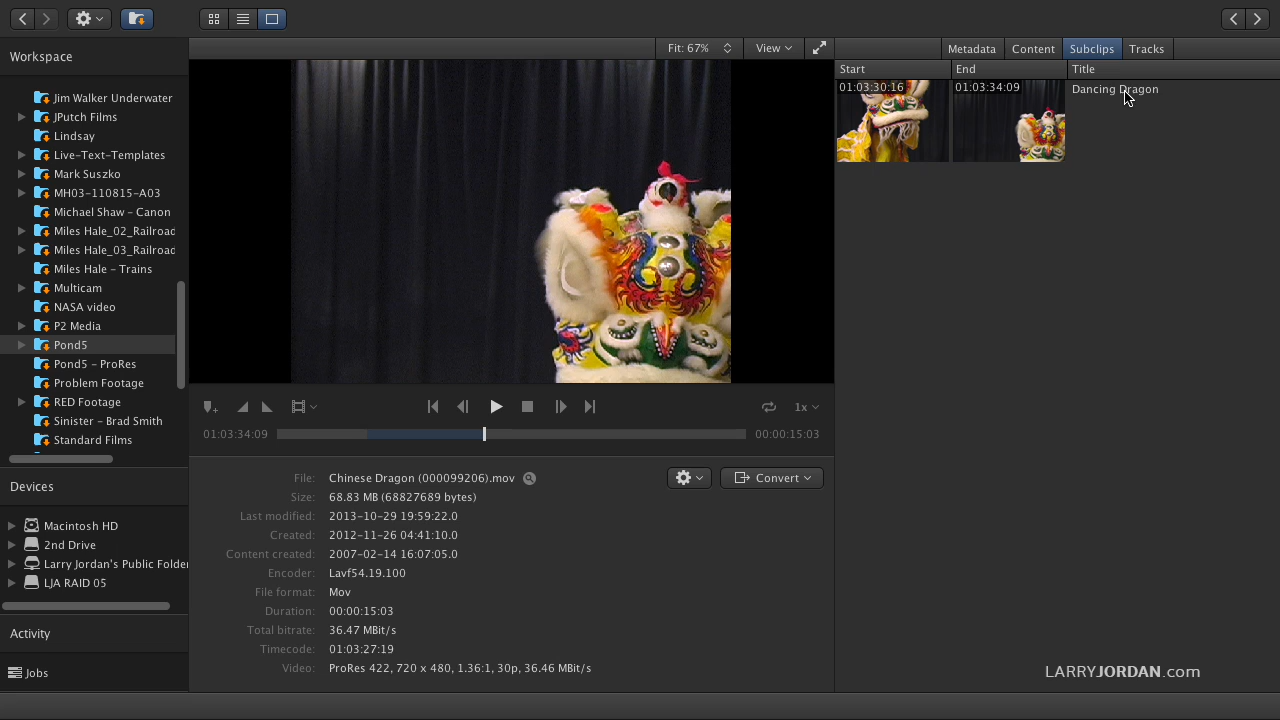 Fit: 67%
View
Metadata
Content
Subclips
Tracks
Workspace
Jim Walker Underwater
JPutch Films
Lindsay
Live-Text-Templates
Mark Suszko
MH03-110815-A03
Michael Shaw - Canon
Miles Hale_02_Railroad
Miles Hale_03_Railroad
Miles Hale - Trains
Multicam
NASA video
P2 Media
Pond5
Pond5 - ProRes
Problem Footage
RED Footage
Sinister - Brad Smith
Standard Films
Devices
Macintosh HD
2nd Drive
Larry Jordan's Public Folder
LJA RAID 05
Activity
Jobs
01:03:34:09
1x
00:00:15:03
File: Chinese Dragon (000099206).mov
Convert
Size: 68.83 MB (68827689 bytes)
Last modified: 2013-10-29 19:59:22.0
Created: 2012-11-26 04:41:10.0
Content created: 2007-02-14 16:07:05.0
Encoder: Lavf54.19.100
File format: Mov
Duration: 00:00:15:03
Total bitrate: 36.47 MBit/s
Timecode: 01:03:27:19
Video: ProRes 422, 720 x 480, 1.36:1, 30p, 36.46 MBit/s
Start
End
Title
01:03:30:16
01:03:34:09
Dancing Dragon
LARRYJORDAN.com